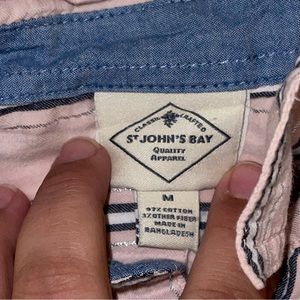 CLASSIC CRAFTED
ST JOHN'S BAY
QUALITY
APPAREL
M
97% COTTON
3% OTHER FIBER
MADE IN
BANGLADESH